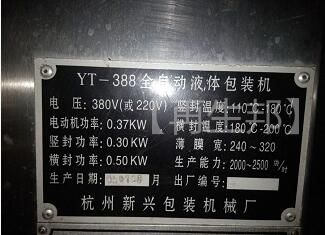 YT-388全自动液体包装机
电 压: 380V(或220V) 竖封温度: 110℃-180℃
电动机功率: 0.37KW 横封温度: 180℃-200℃
竖封功率: 0.30KW 薄 膜 宽: 240~320
横封功率: 0.50KW 生产能力: 2000~2500
生产日期: 月 出厂编号:
杭州新兴包装机械厂